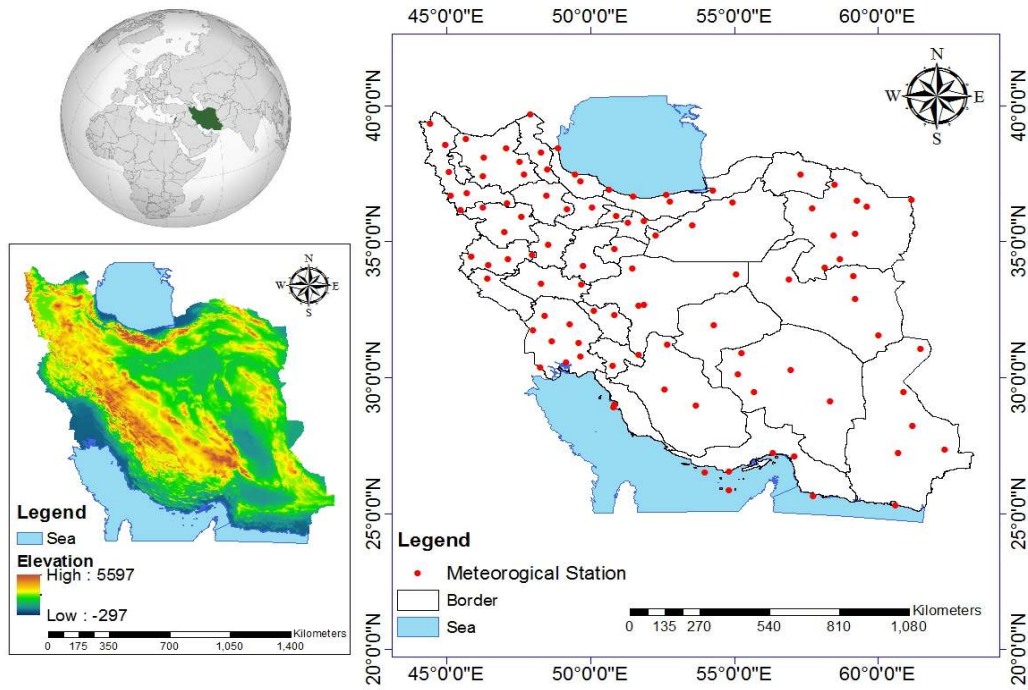 45°0'0"E 50°0'0"E 55°0'0"E 60°0'0"E
40°0'0"N
35°0'0"N
30°0'0"N
25°0'0"N
20°0'0"N
N
W E
S
Legend
Sea
Elevation
High : 5597
Low : -297
Kilometers
0 175 350 700 1,050 1,400
N
W E
S
Legend
Meteorogical Station
Border
Sea
Kilometers
0 135 270 540 810 1,080
40°0'0"N
35°0'0"N
30°0'0"N
25°0'0"N
20°0'0"N
45°0'0"E 50°0'0"E 55°0'0"E 60°0'0"E